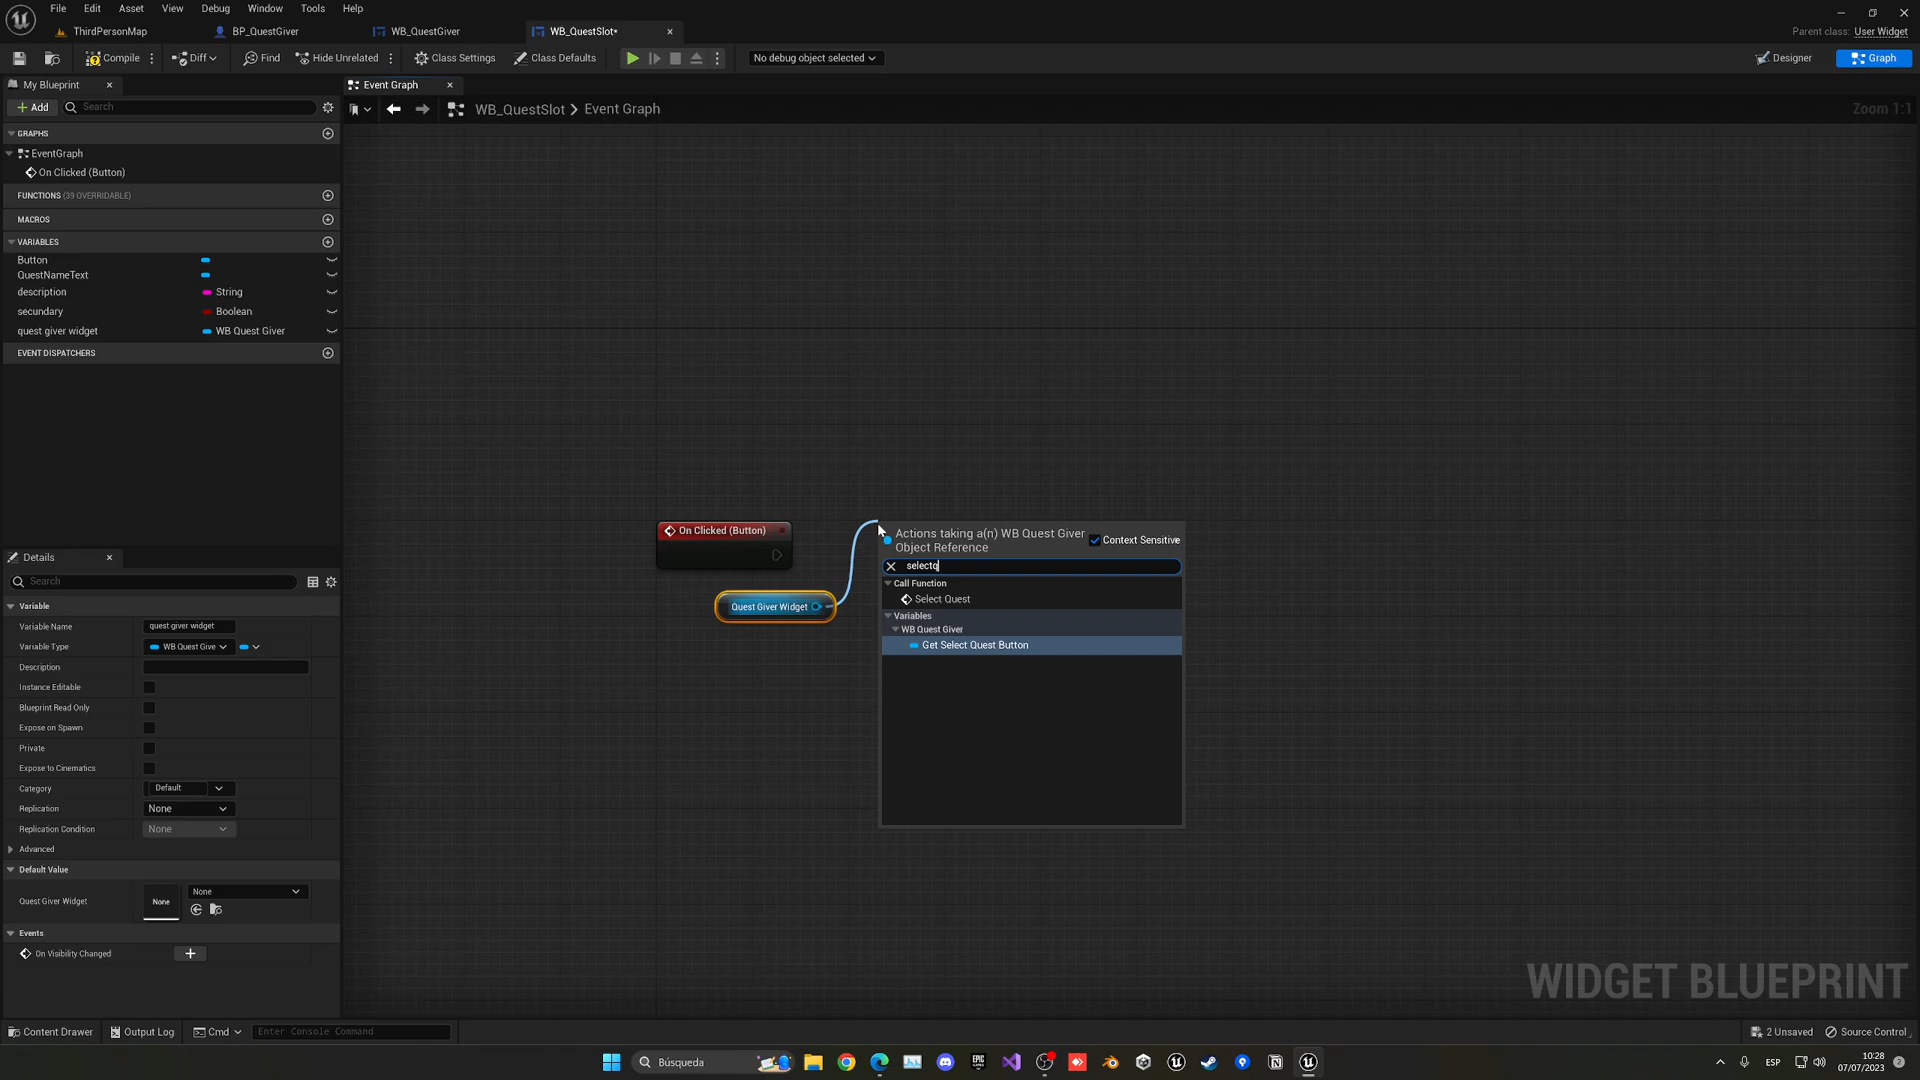 File Edit Asset View Debug Window Tools Help
ThirdPersonMap BP_QuestGiver WB_QuestGiver WB_QuestSlot* Parent class: User Widget
Compile Diff Find Hide Unrelated Class Settings Class Defaults No debug object selected Designer Graph
My Blueprint Event Graph
Add Search WB_QuestSlot > Event Graph Zoom 1:1
GRAPHS
EventGraph
On Clicked (Button)
FUNCTIONS (39 OVERRIDABLE)
MACROS
VARIABLES
Button
QuestNameText
description String
secundary Boolean
quest giver widget WB Quest Giver
EVENT DISPATCHERS
On Clicked (Button)
Quest Giver Widget
Actions taking a(n) WB Quest Giver
Object Reference
Context Sensitive
selectq
Call Function
Select Quest
Variables
WB Quest Giver
Get Select Quest Button
Details
Search
Variable
Variable Name quest giver widget
Variable Type WB Quest Give
Description
Instance Editable
Blueprint Read Only
Expose on Spawn
Private
Expose to Cinematics
Category Default
Replication None
Replication Condition None
Advanced
Default Value
Quest Giver Widget None None
Events
On Visibility Changed
WIDGET BLUEPRINT
Content Drawer Output Log Cmd Enter Console Command 2 Unsaved Source Control
Búsqueda EPIC GAMES ESP 10:28
07/07/2023 2